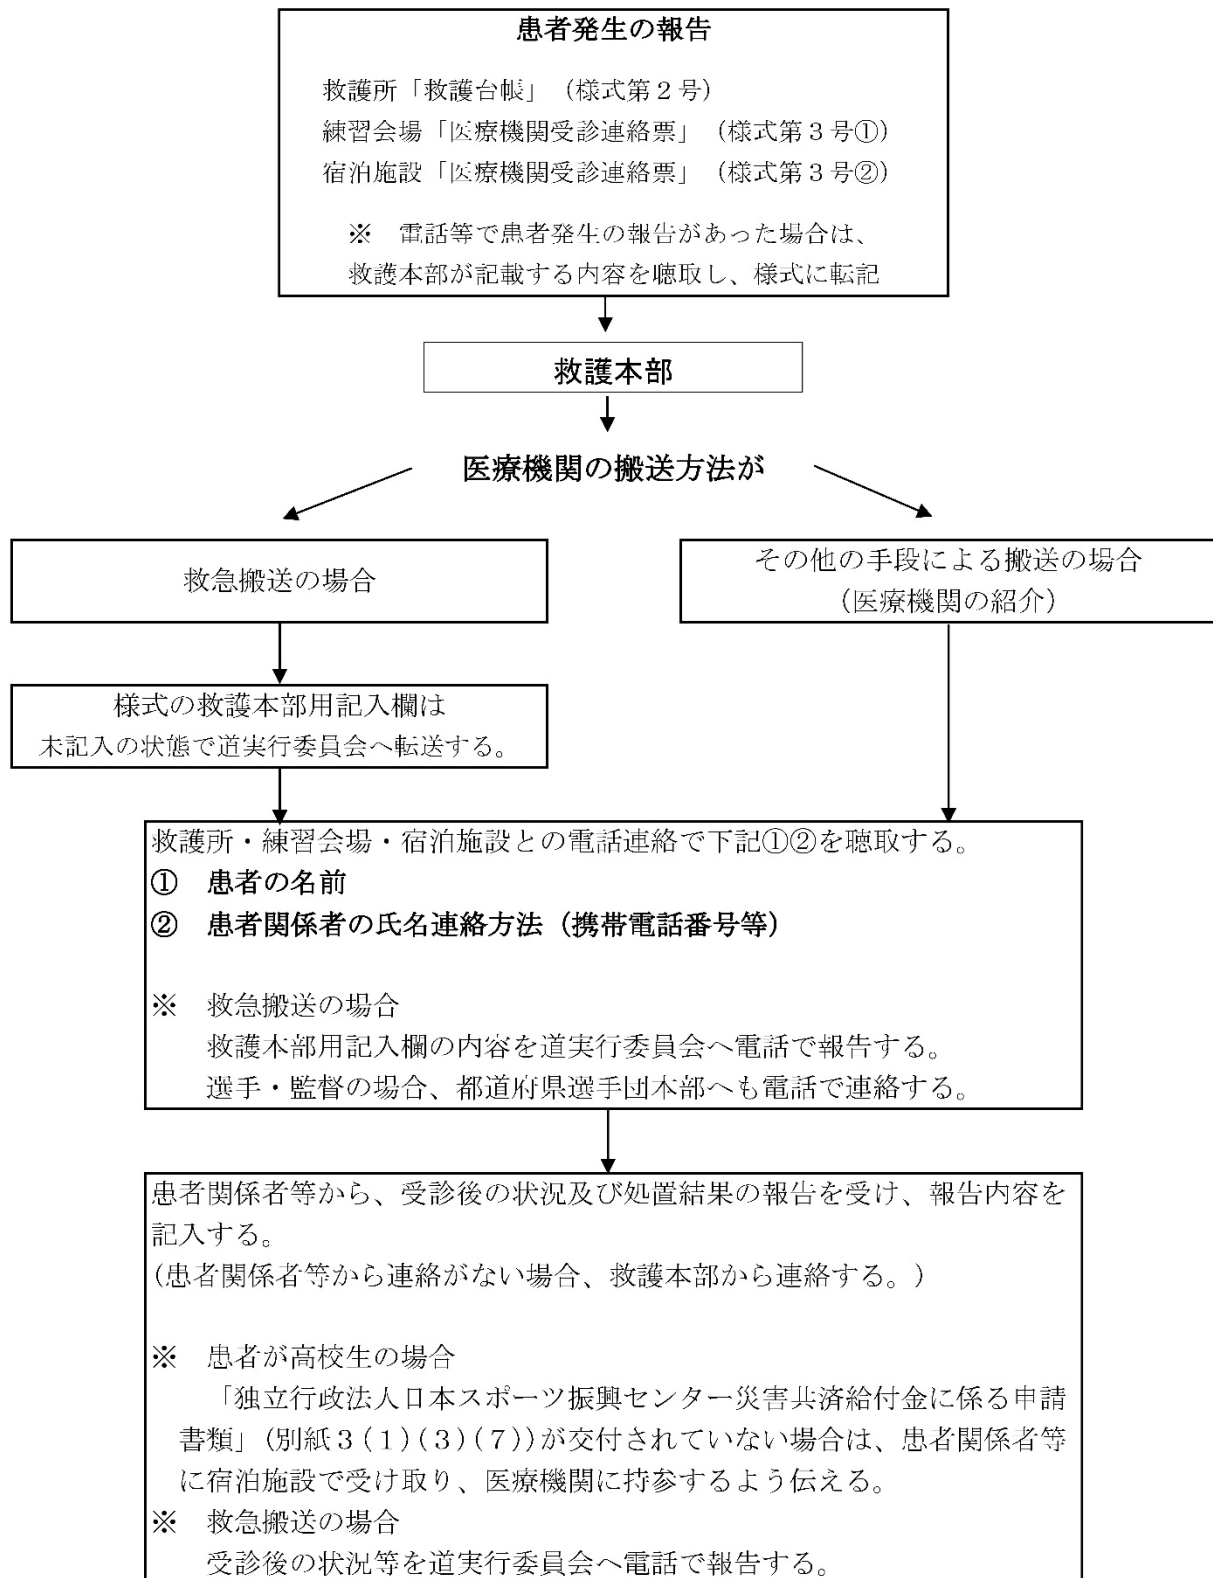 患者発生の報告
救護所「救護台帳」（様式第２号）
練習会場「医療機関受診連絡票」（様式第３号①）
宿泊施設「医療機関受診連絡票」（様式第３号②）
※　電話等で患者発生の報告があった場合は、
救護本部が記載する内容を聴取し、様式に転記
救護本部
医療機関の搬送方法が
救急搬送の場合
その他の手段による搬送の場合
（医療機関の紹介）
様式の救護本部用記入欄は
未記入の状態で道実行委員会へ転送する。
救護所・練習会場・宿泊施設との電話連絡で下記①②を聴取する。
①　患者の名前
②　患者関係者の氏名連絡方法（携帯電話番号等）
※　救急搬送の場合
救護本部用記入欄の内容を道実行委員会へ電話で報告する。
選手・監督の場合、都道府県選手団本部へも電話で連絡する。
患者関係者等から、受診後の状況及び処置結果の報告を受け、報告内容を
記入する。
(患者関係者等から連絡がない場合、救護本部から連絡する。)
※　患者が高校生の場合
「独立行政法人日本スポーツ振興センター災害共済給付金に係る申請
書類」(別紙３(１)(３)(７))が交付されていない場合は、患者関係者等
に宿泊施設で受け取り、医療機関に持参するよう伝える。
※　救急搬送の場合
受診後の状況等を道実行委員会へ電話で報告する。